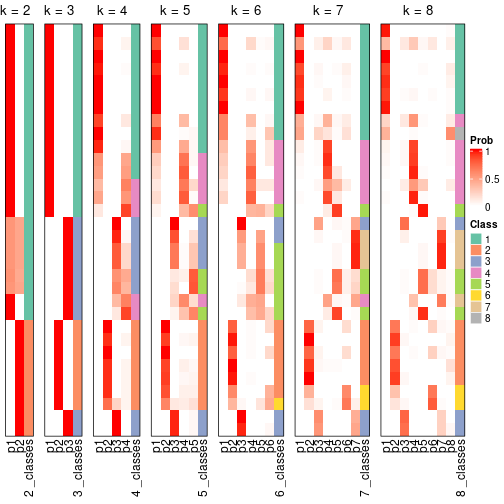 k = 2 k = 3 k = 4 k = 5 k = 6 k = 7 k = 8
Prob
1
0.5
0
Class
1
2
3
4
5
6
7
8
p1 p2 2_classes p1 p2 p3 3_classes p1 p2 p3 p4 4_classes p1 p2 p3 p4 p5 5_classes p1 p2 p3 p4 p5 p6 6_classes p1 p2 p3 p4 p5 p6 p7 7_classes p1 p2 p3 p4 p5 p6 p7 p8 8_classes